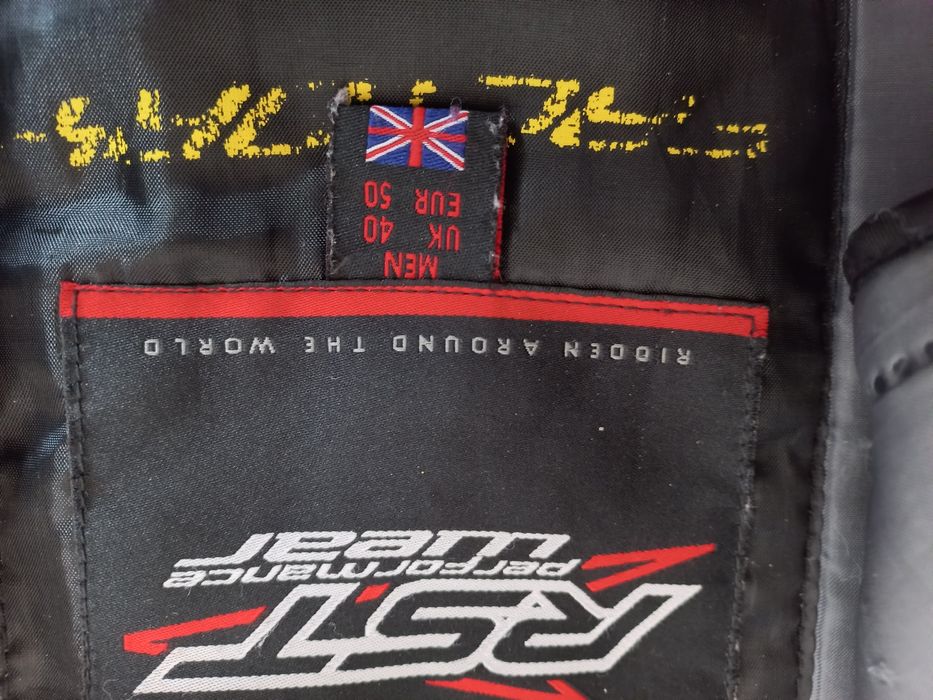 RST
performance
wear
RIDDEN AROUND THE WORLD
MEN
UK 40
EUR 50